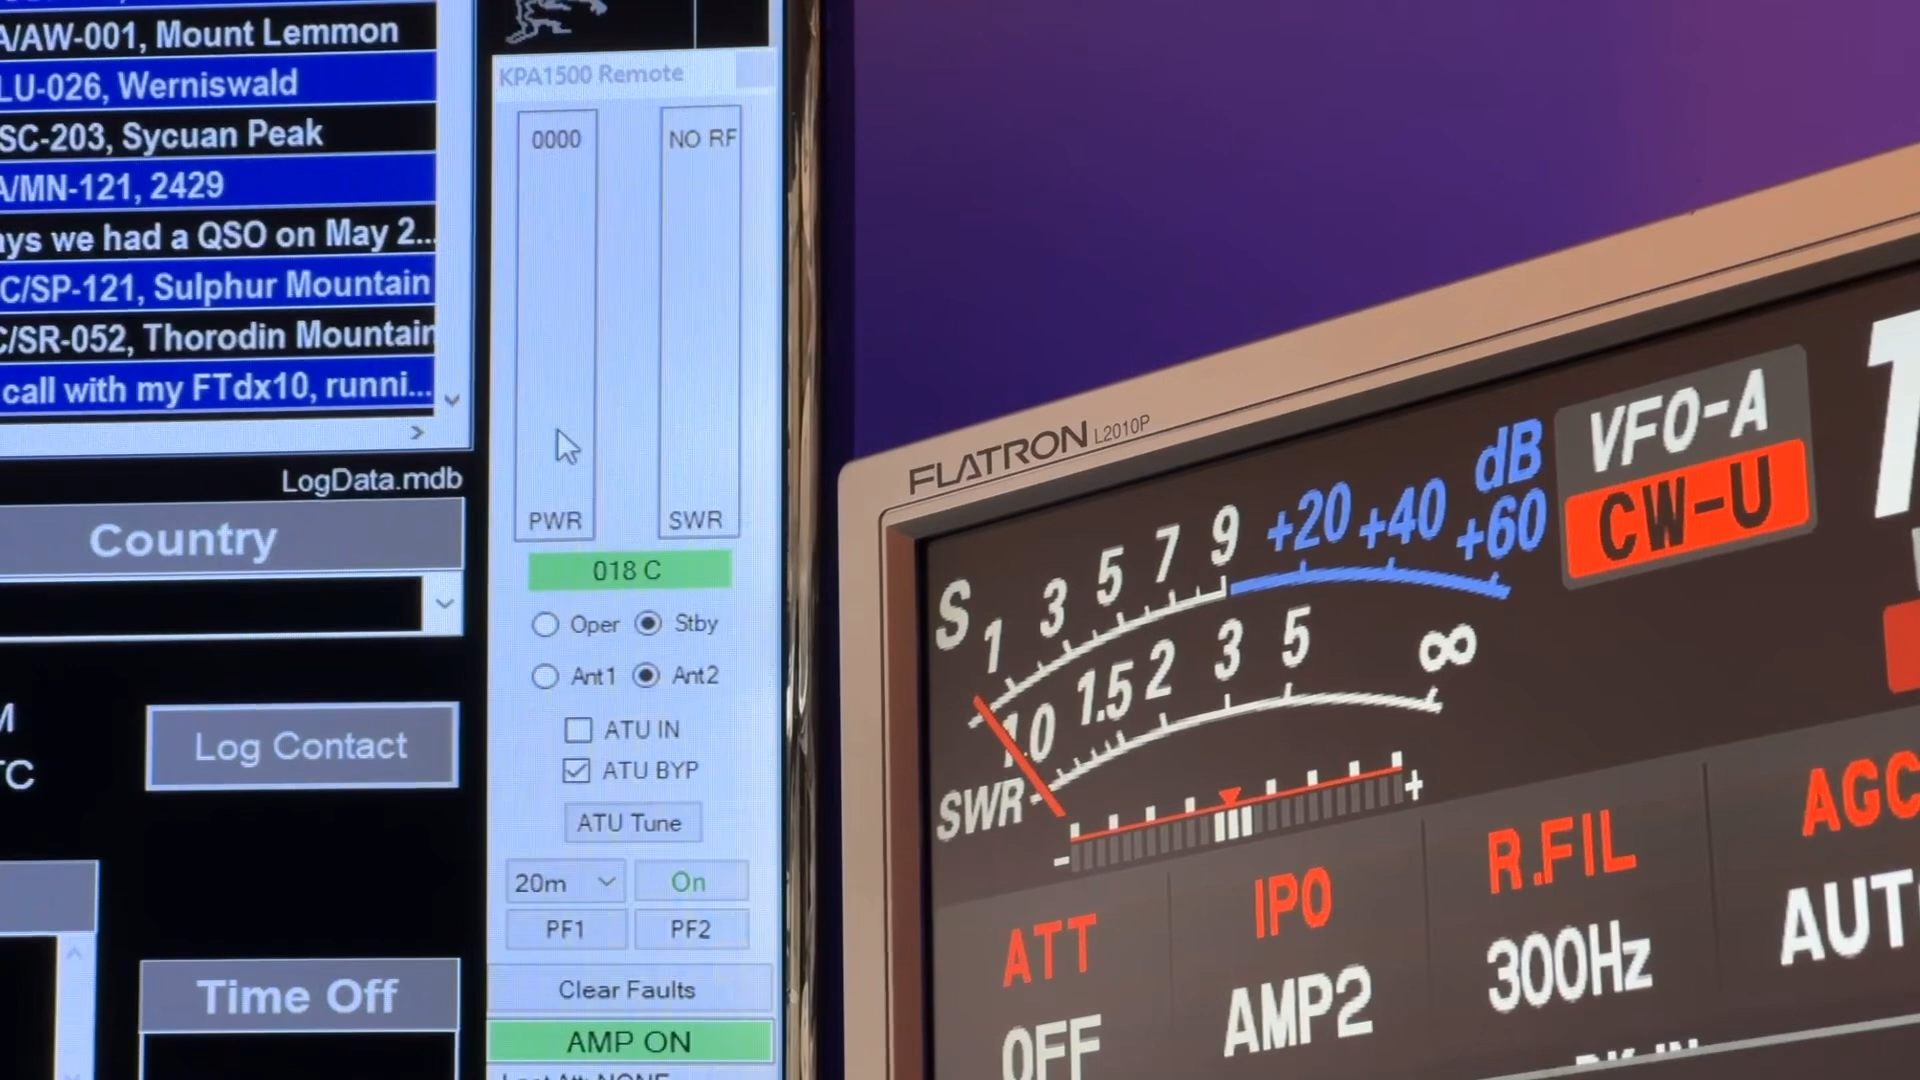 A/AW-001, Mount Lemmon
LU-026, Werniswald
SC-203, Sycuan Peak
A/MN-121, 2429
ays we had a QSO on May 2...
C/SP-121, Sulphur Mountain
C/SR-052, Thorodin Mountain
call with my FTdx10, runni...
LogData.mdb
Country
M
TC
Log Contact
Time Off
KPA1500 Remote
0000
NO RF
PWR
SWR
018 C
Oper
Stby
Ant1
Ant2
ATU IN
ATU BYP
ATU Tune
20m
On
PF1
PF2
Clear Faults
AMP ON
FLATRON L2010P
S
1 3 5 7 9 +20 +40 +60 dB
1.0 1.5 2 3 5 ∞
SWR
- +
VFO-A
CW-U
ATT
OFF
IPO
AMP2
R.FIL
300Hz
AGC
AUT